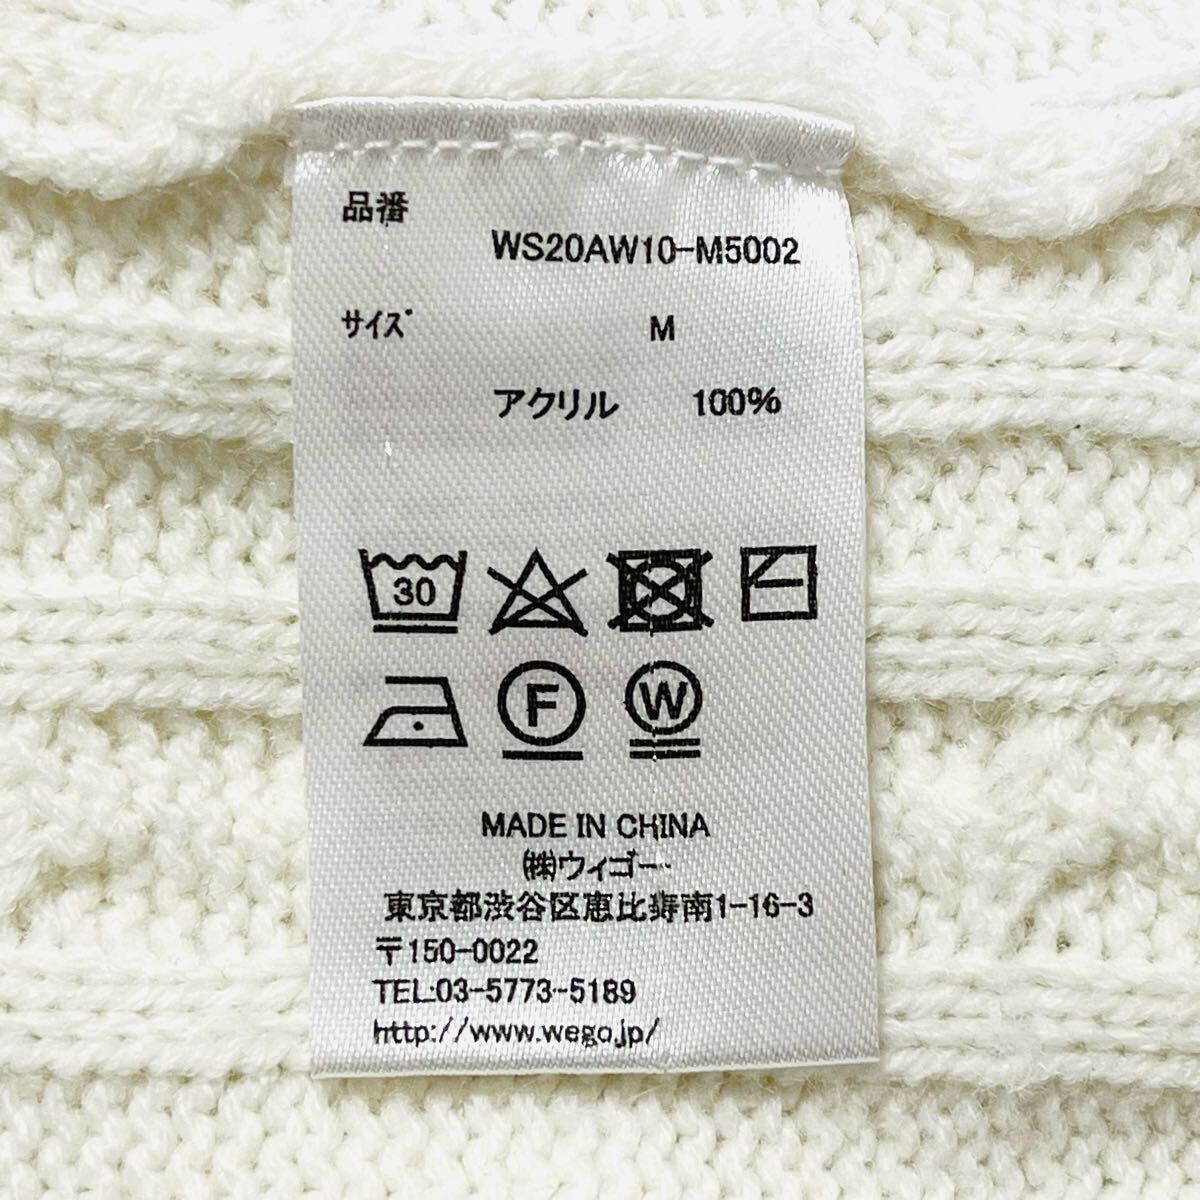 品番
WS20AW10-M5002
サイズ M
アクリル 100%
30
F W
MADE IN CHINA
㈱ウィゴー
東京都渋谷区恵比寿南1-16-3
〒150-0022
TEL:03-5773-5189
http://www.wego.jp/